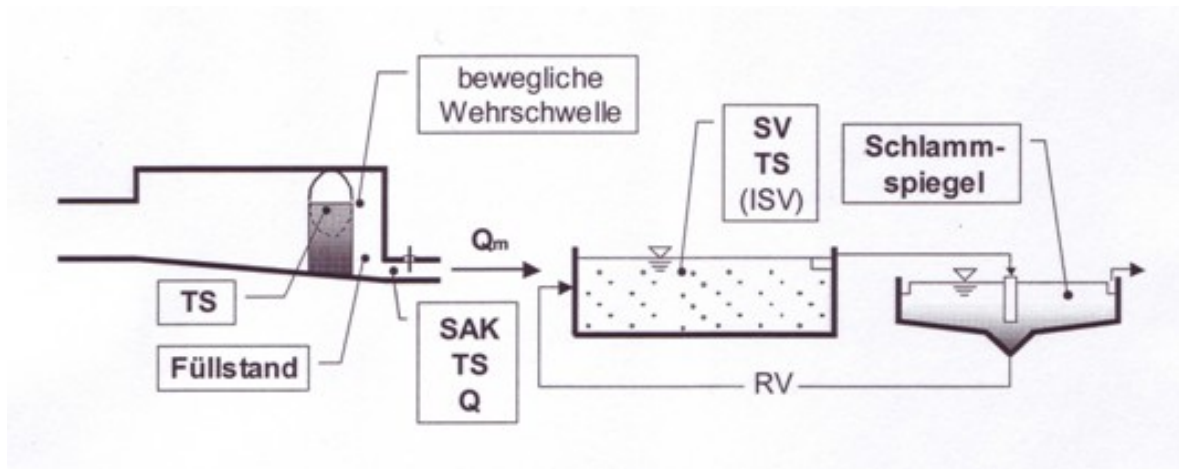 bewegliche
Wehrschwelle
SV
TS
(ISV)
Schlamm-
spiegel
Qm
TS
Füllstand
SAK
TS
Q
RV